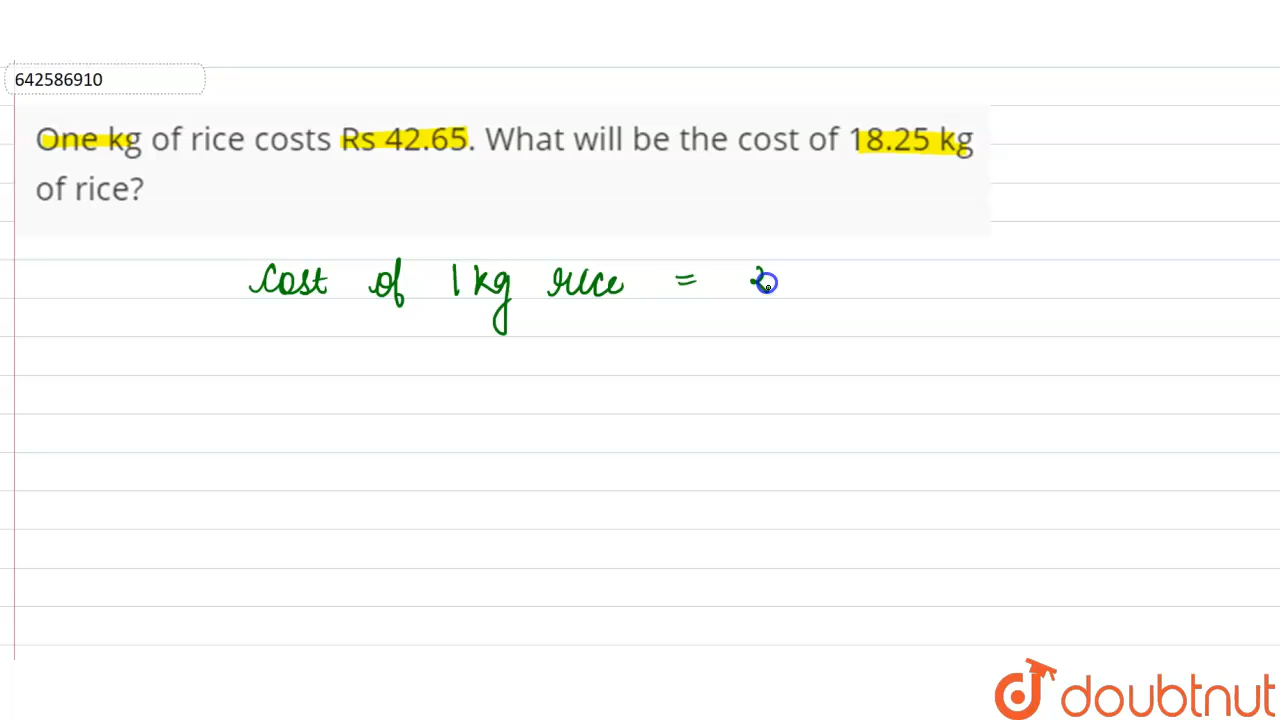 642586910
One kg of rice costs Rs 42.65. What will be the cost of 18.25 kg
of rice?
cost of 1 kg rice =
doubtnut